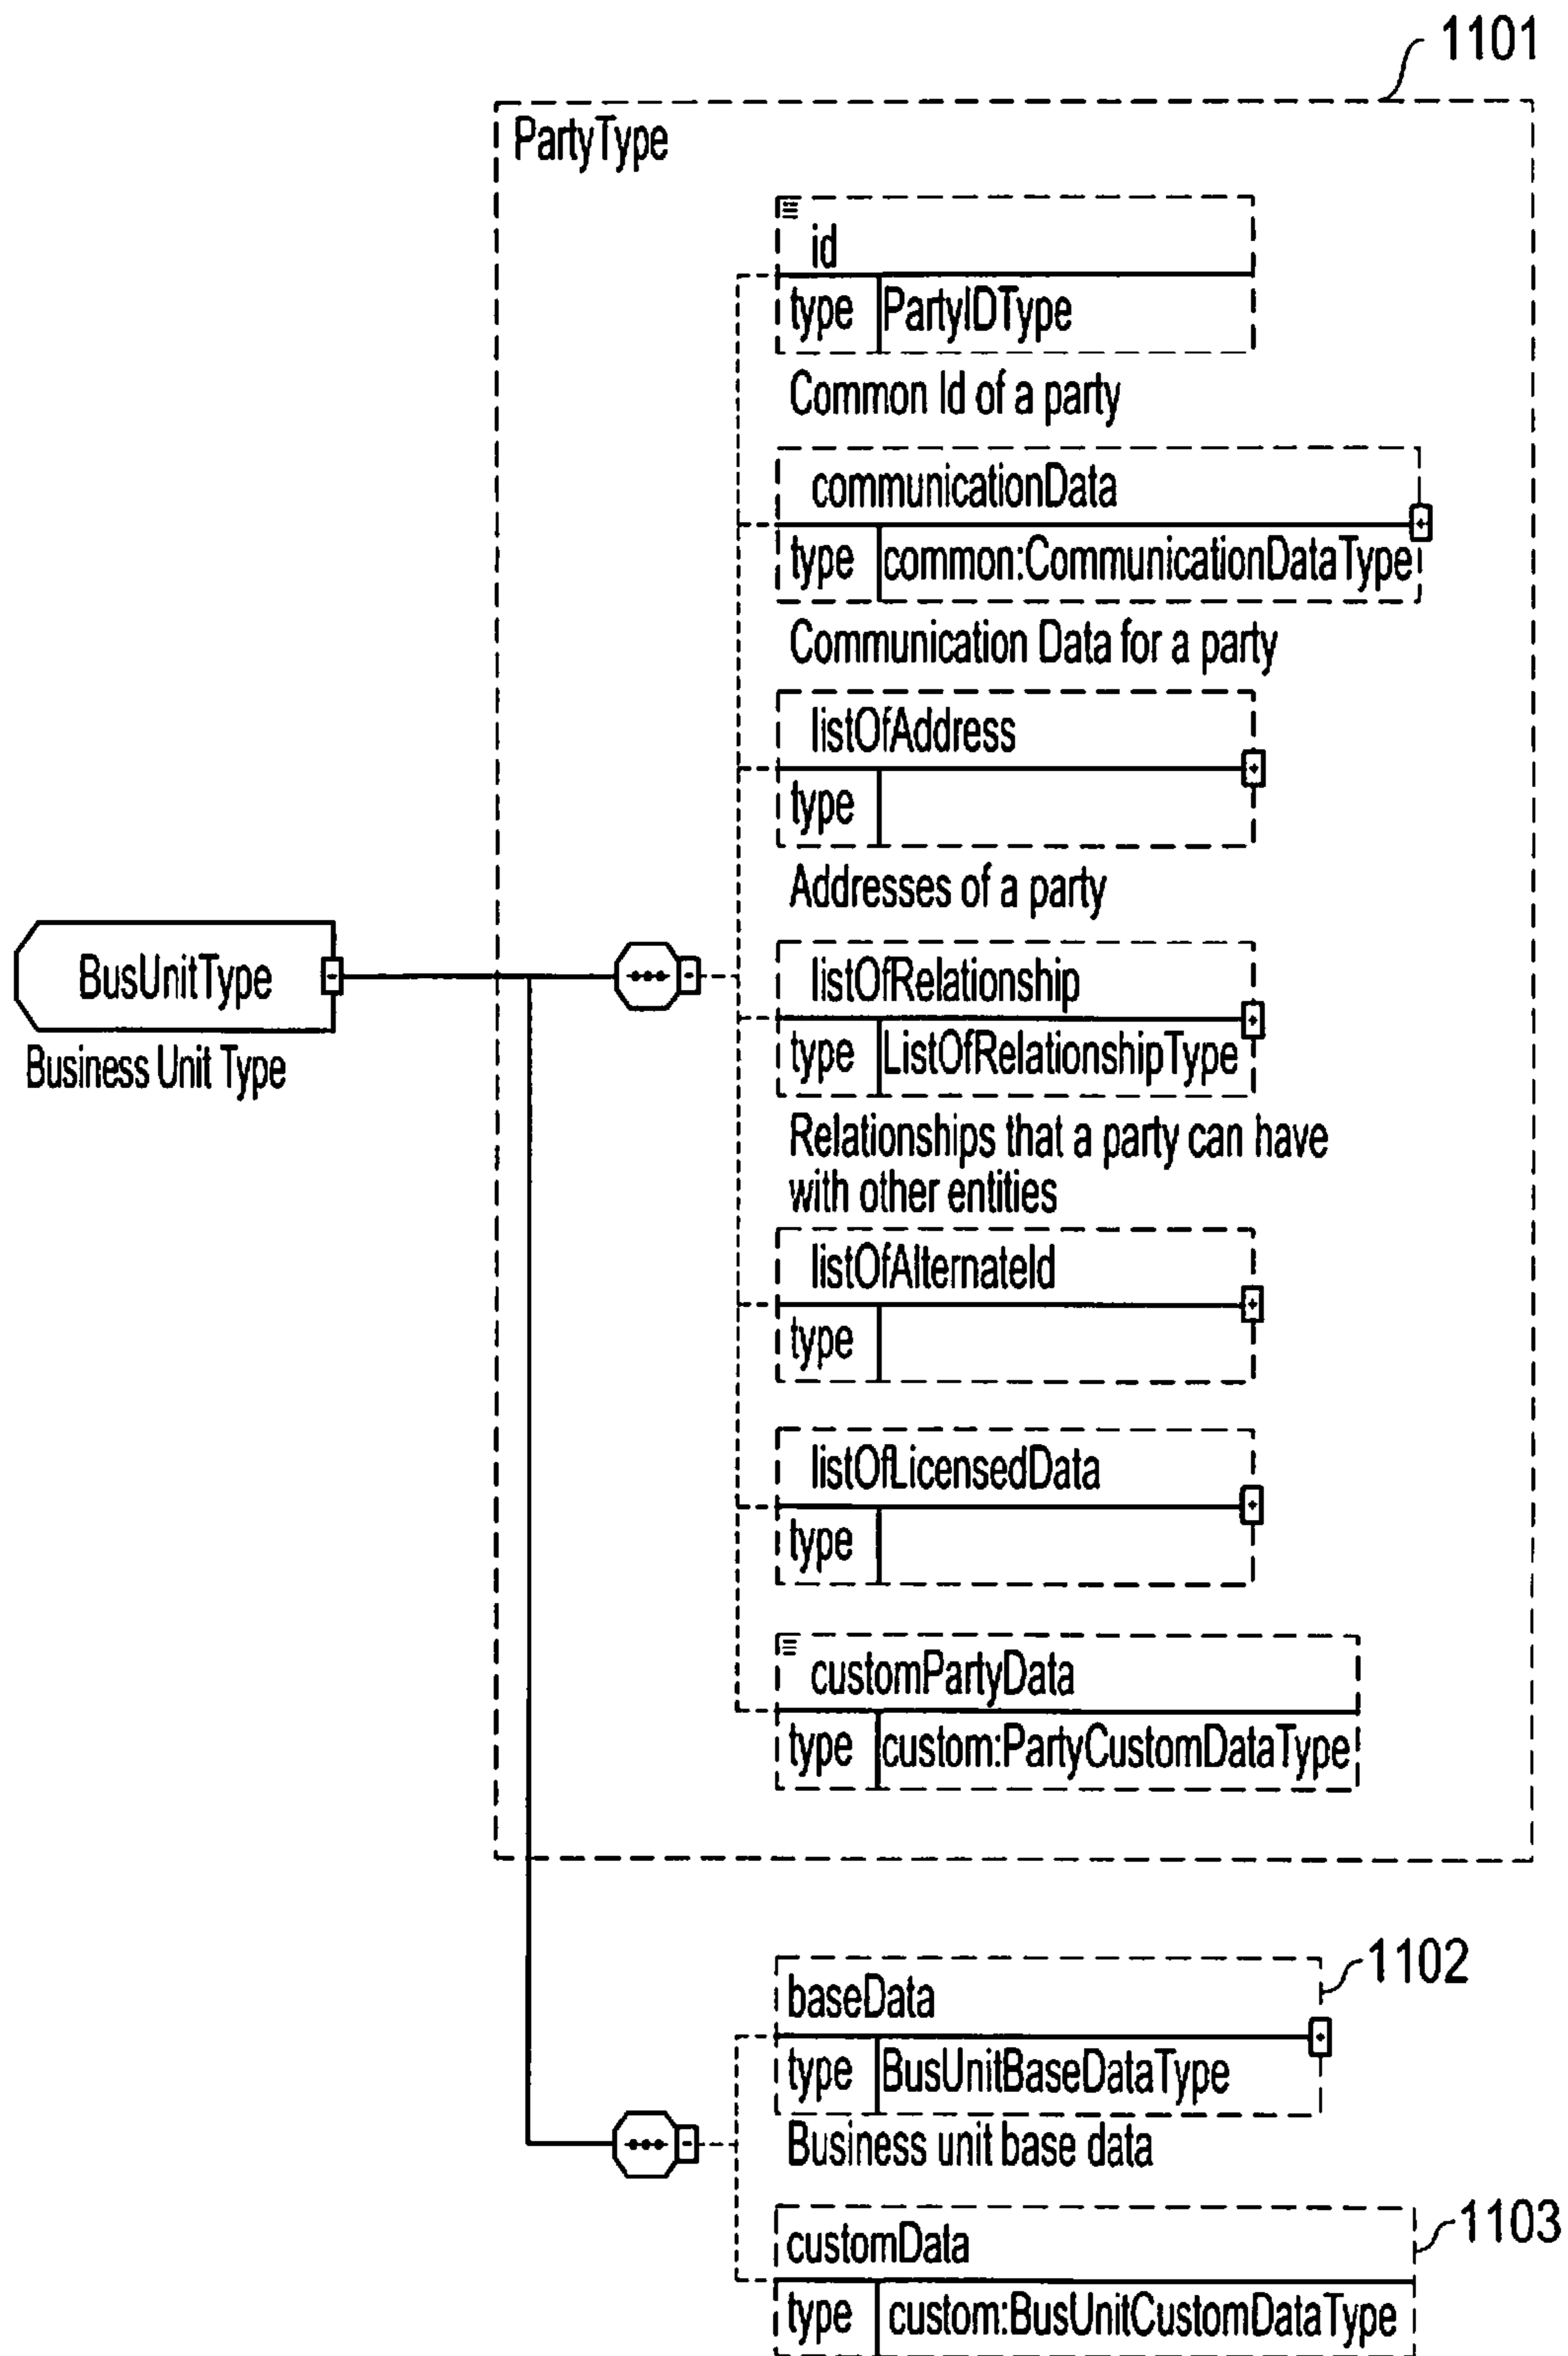 1101
PartyType
id
type PartyIDType
Common Id of a party
communicationData
type common:CommunicationDataType
Communication Data for a party
listOfAddress
type
Addresses of a party
BusUnitType
Business Unit Type
listOfRelationship
type ListOfRelationshipType
Relationships that a party can have
with other entities
listOfAlternateId
type
listOfLicensedData
type
customPartyData
type custom:PartyCustomDataType
1102
baseData
type BusUnitBaseDataType
Business unit base data
1103
customData
type custom:BusUnitCustomDataType